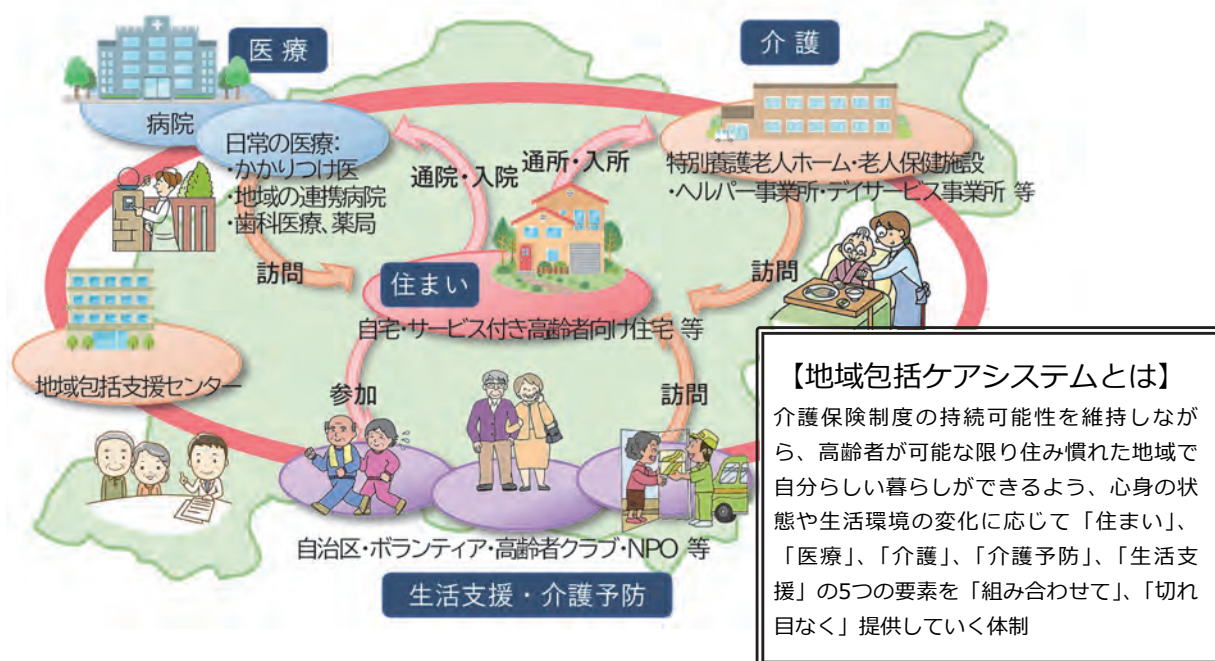 医療
介護
病院
日常の医療:
・かかりつけ医
・地域の連携病院
・歯科医療、薬局
通院・入院
通所・入所
特別養護老人ホーム・老人保健施設
・ヘルパー事業所・デイサービス事業所 等
訪問
訪問
住まい
自宅・サービス付き高齢者向け住宅 等
地域包括支援センター
参加
訪問
自治区・ボランティア・高齢者クラブ・NPO 等
生活支援・介護予防
【地域包括ケアシステムとは】
介護保険制度の持続可能性を維持しなが
ら、高齢者が可能な限り住み慣れた地域で
自分らしい暮らしができるよう、心身の状
態や生活環境の変化に応じて「住まい」、
「医療」、「介護」、「介護予防」、「生活支
援」の5つの要素を「組み合わせて」、「切れ
目なく」提供していく体制